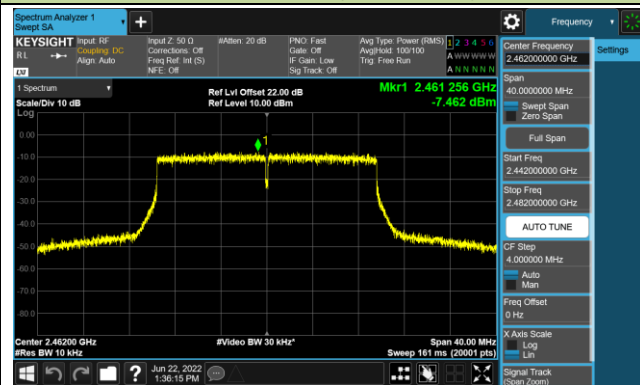 Spectrum Analyzer 1
Swept SA
Frequency
KEYSIGHT
RL
LXI
Input: RF
Coupling: DC
Align: Auto
Input Z: 50 Ω
Corrections: Off
Freq Ref: Int (S)
NFE: Off
#Atten: 20 dB
PNO: Fast
Gate: Off
IF Gain: Low
Sig Track: Off
Avg Type: Power (RMS)
Avg|Hold: 100/100
Trig: Free Run
1 2 3 4 5 6
A W W W W W
A N N N N N
Center Frequency
2.462000000 GHz
Settings
Span
40.0000000 MHz
Swept Span
Zero Span
Full Span
Start Freq
2.442000000 GHz
Stop Freq
2.482000000 GHz
AUTO TUNE
CF Step
4.000000 MHz
Auto
Man
Freq Offset
0 Hz
X Axis Scale
Log
Lin
Signal Track
(Span Zoom)
1 Spectrum
Scale/Div 10 dB
Log
Ref Lvl Offset 22.00 dB
Ref Level 10.00 dBm
Mkr1 2.461 256 GHz
-7.462 dBm
1
0.00
-10.0
-20.0
-30.0
-40.0
-50.0
-60.0
-70.0
-80.0
Center 2.46200 GHz
#Res BW 10 kHz
#Video BW 30 kHz*
Span 40.00 MHz
Sweep 161 ms (20001 pts)
Jun 22, 2022
1:36:15 PM